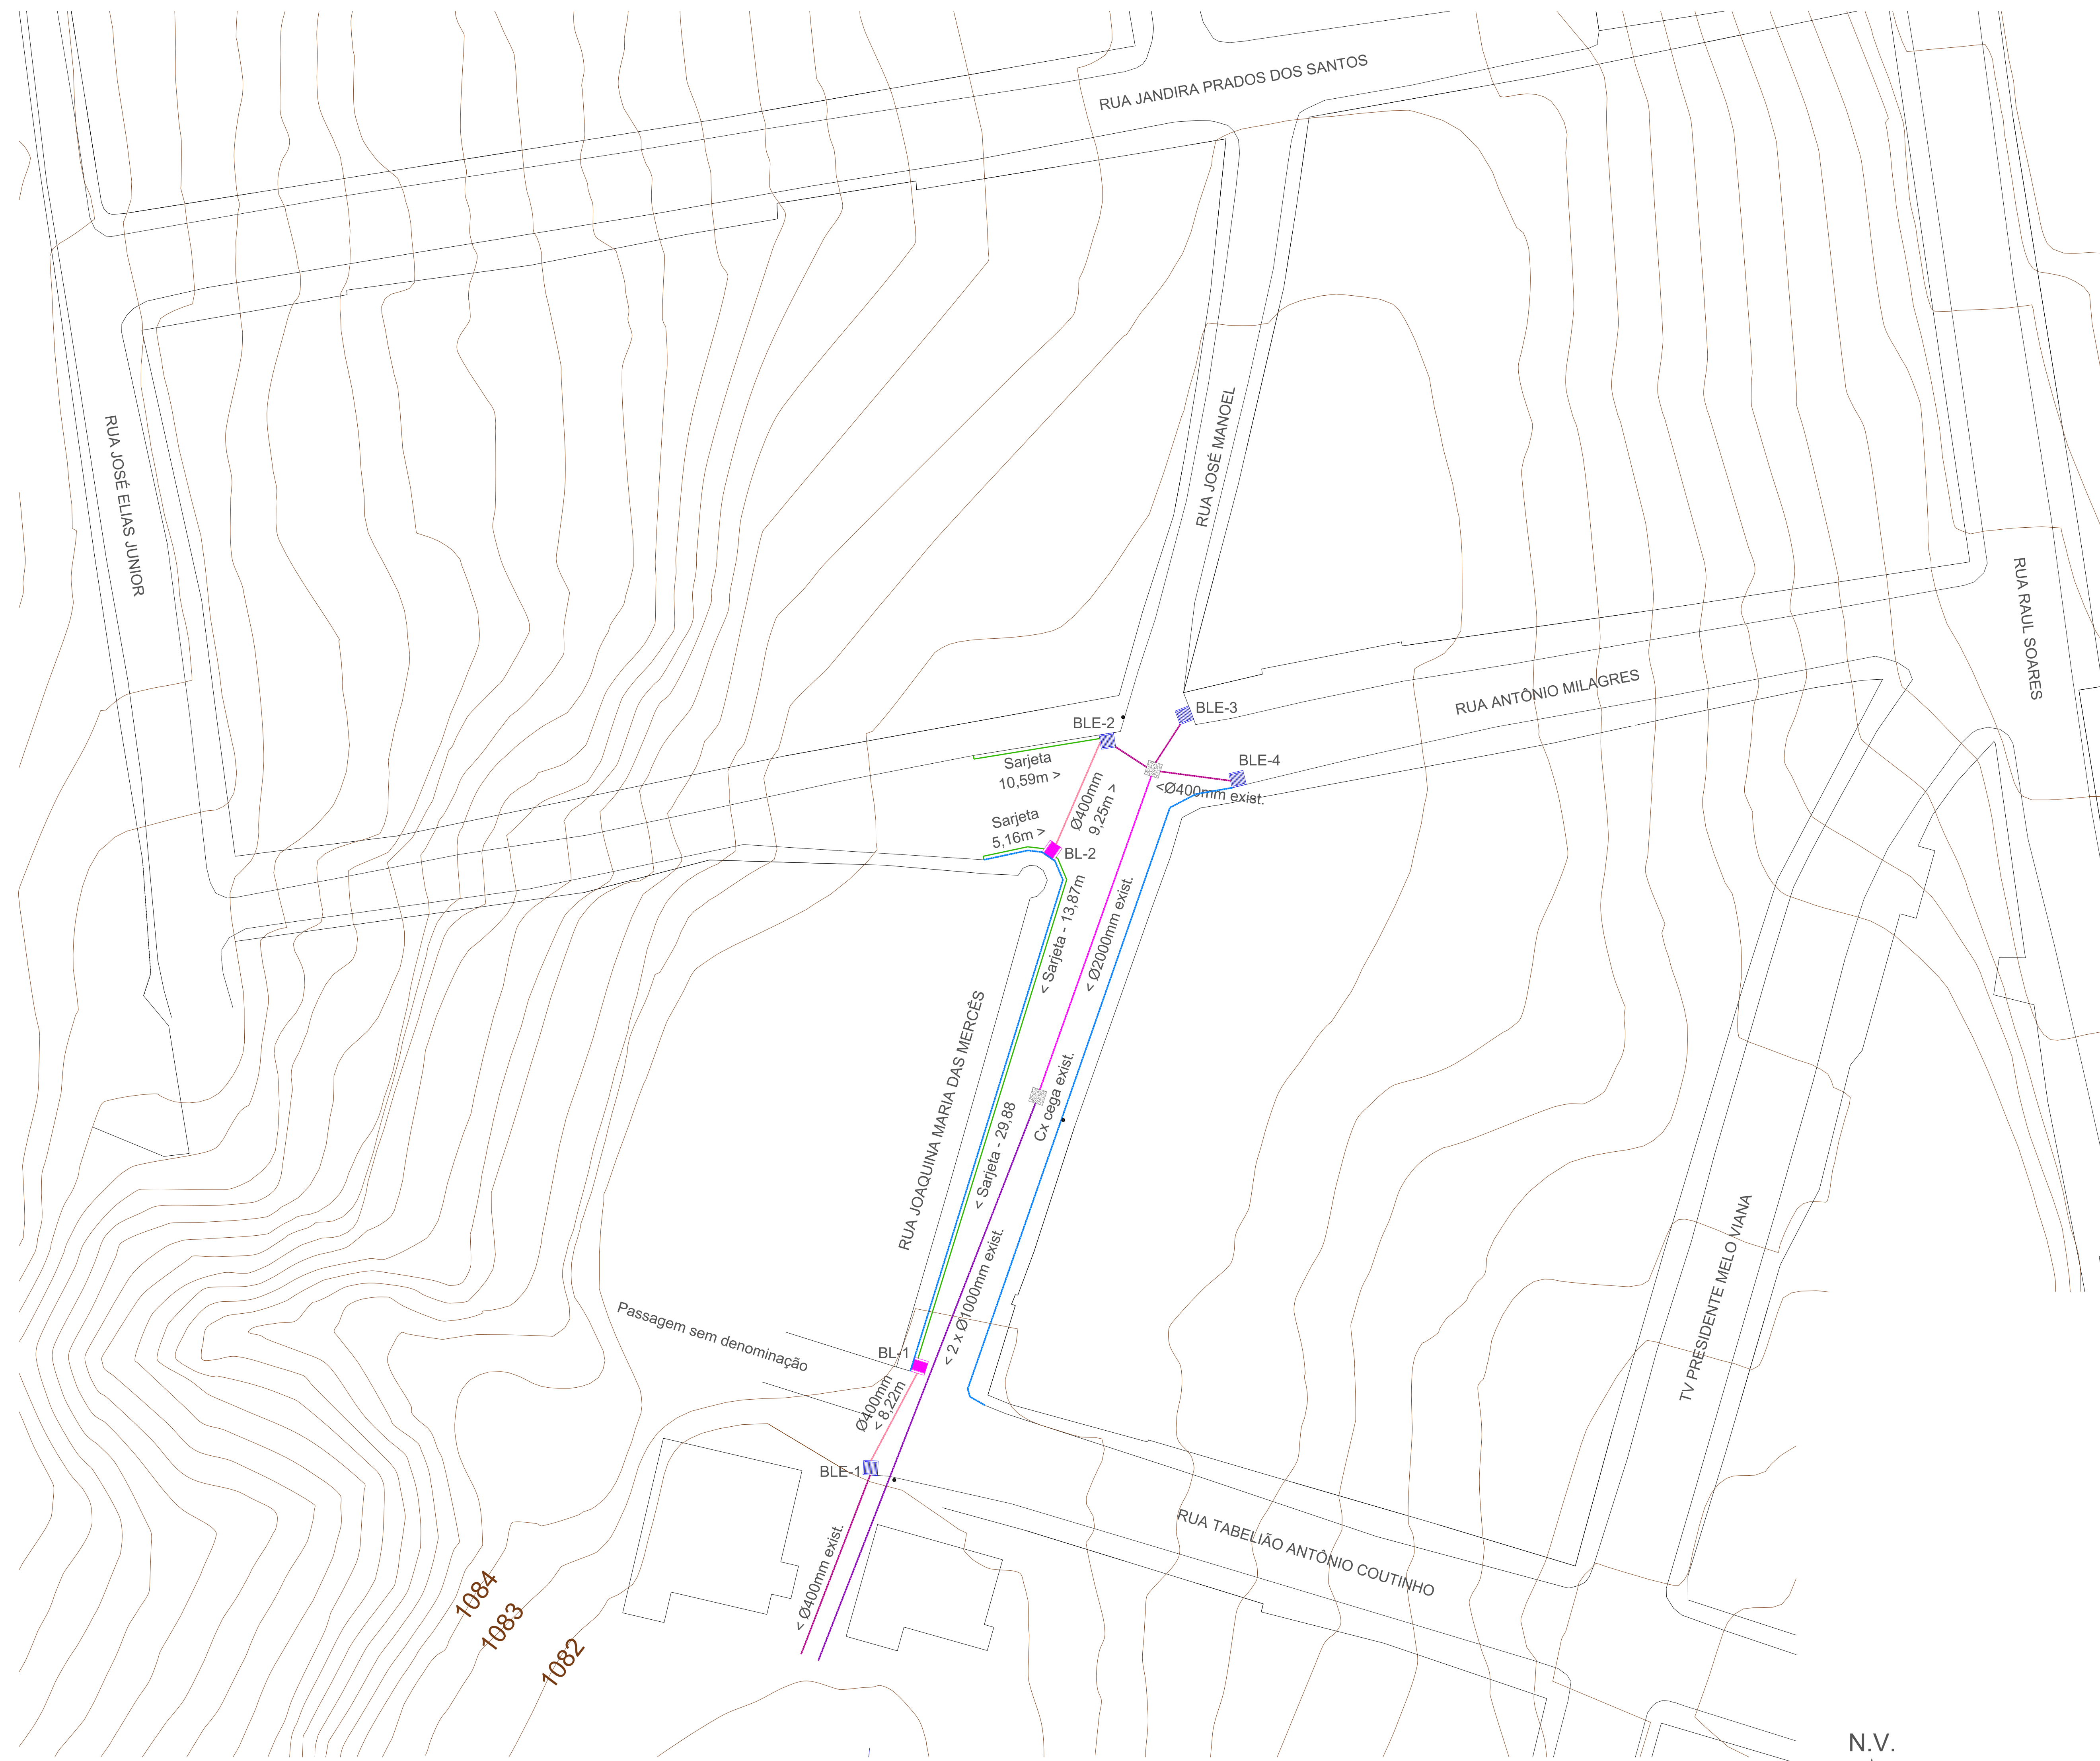 RUA JANDIRA PRADOS DOS SANTOS
RUA JOSÉ ELIAS JUNIOR
RUA JOSÉ MANOEL
RUA RAUL SOARES
RUA ANTÔNIO MILAGRES
BLE-3
BLE-2
BLE-4
Sarjeta
10,59m >
Ø400mm
9,25m >
<Ø400mm exist.
Sarjeta
5,16m >
BL-2
< Sarjeta - 13,87m
< Ø2000mm exist.
RUA JOAQUINA MARIA DAS MERCÊS
Cx cega exist.
< Sarjeta - 29,88
< 2 x Ø1000mm exist.
TV PRESIDENTE MELO VIANA
Passagem sem denominação
BL-1
Ø400mm
< 8,22m
BLE-1
< Ø400mm exist.
RUA TABELIÃO ANTÔNIO COUTINHO
1084
1083
1082
N.V.